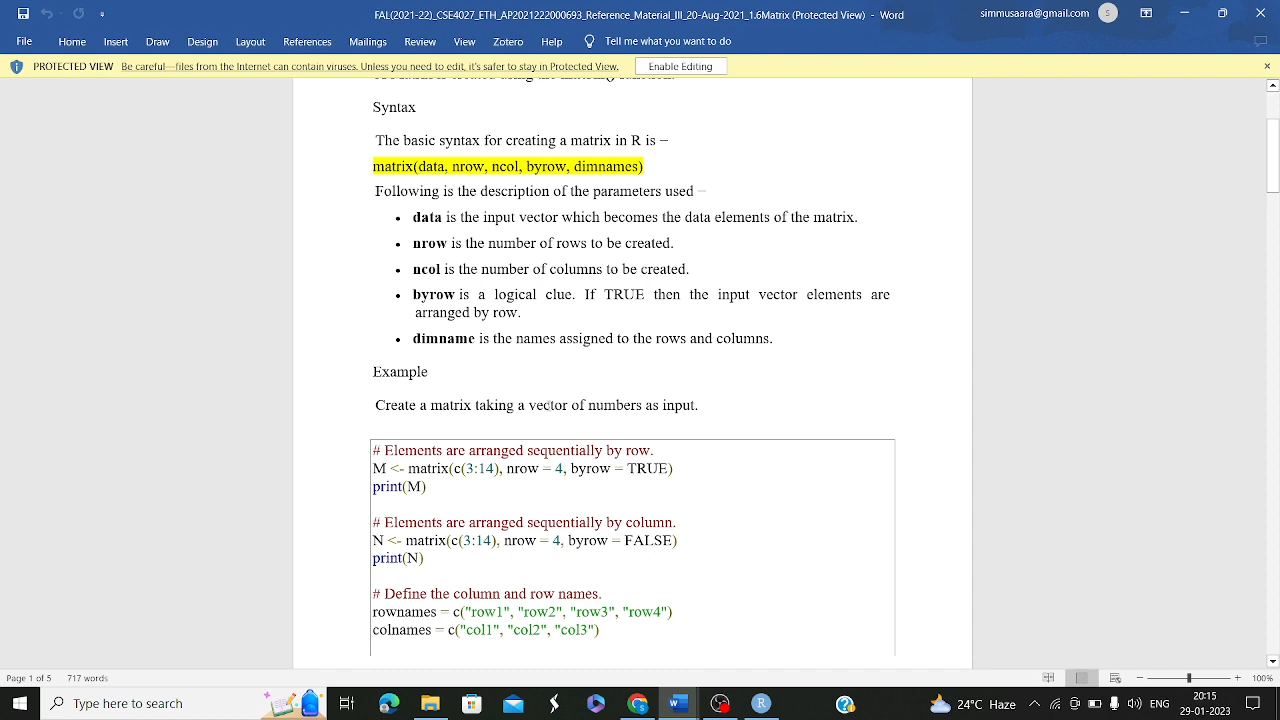 FAL(2021-22)_STH110_AP2021222000693_Reference_Material_II_20-Aug-2021_1.6Matrix (Protected View) - Word
simmusaara@gmail.com
S
File Home Insert Draw Design Layout References Mailings Review View Zotero Help Tell me what you want to do
PROTECTED VIEW Be careful—files from the Internet can contain viruses. Unless you need to edit, it's safer to stay in Protected View. Enable Editing
Syntax
The basic syntax for creating a matrix in R is −
matrix(data, nrow, ncol, byrow, dimnames)
Following is the description of the parameters used −
• data is the input vector which becomes the data elements of the matrix.
• nrow is the number of rows to be created.
• ncol is the number of columns to be created.
• byrow is a logical clue. If TRUE then the input vector elements are
arranged by row.
• dimname is the names assigned to the rows and columns.
Example
Create a matrix taking a vector of numbers as input.
# Elements are arranged sequentially by row.
M <- matrix(c(3:14), nrow = 4, byrow = TRUE)
print(M)
# Elements are arranged sequentially by column.
N <- matrix(c(3:14), nrow = 4, byrow = FALSE)
print(N)
# Define the column and row names.
rownames = c("row1", "row2", "row3", "row4")
colnames = c("col1", "col2", "col3")
Page 1 of 5 717 words
100%
Type here to search
24°C Haze
ENG
20:15
29-01-2023